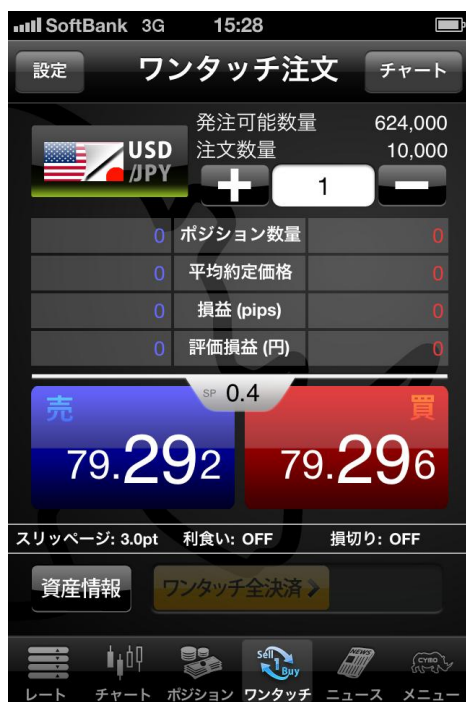 SoftBank 3G 15:28
設定 ワンタッチ注文 チャート
発注可能数量 624,000
USD/JPY 注文数量 10,000
+ 1 −
0 ポジション数量 0
0 平均約定価格 0
0 損益 (pips) 0
0 評価損益 (円) 0
売 SP 0.4 買
79.292 79.296
スリッページ: 3.0pt 利食い: OFF 損切り: OFF
資産情報 ワンタッチ全決済
Sell 1 Buy NEWS CYMO
レート チャート ポジション ワンタッチ ニュース メニュー